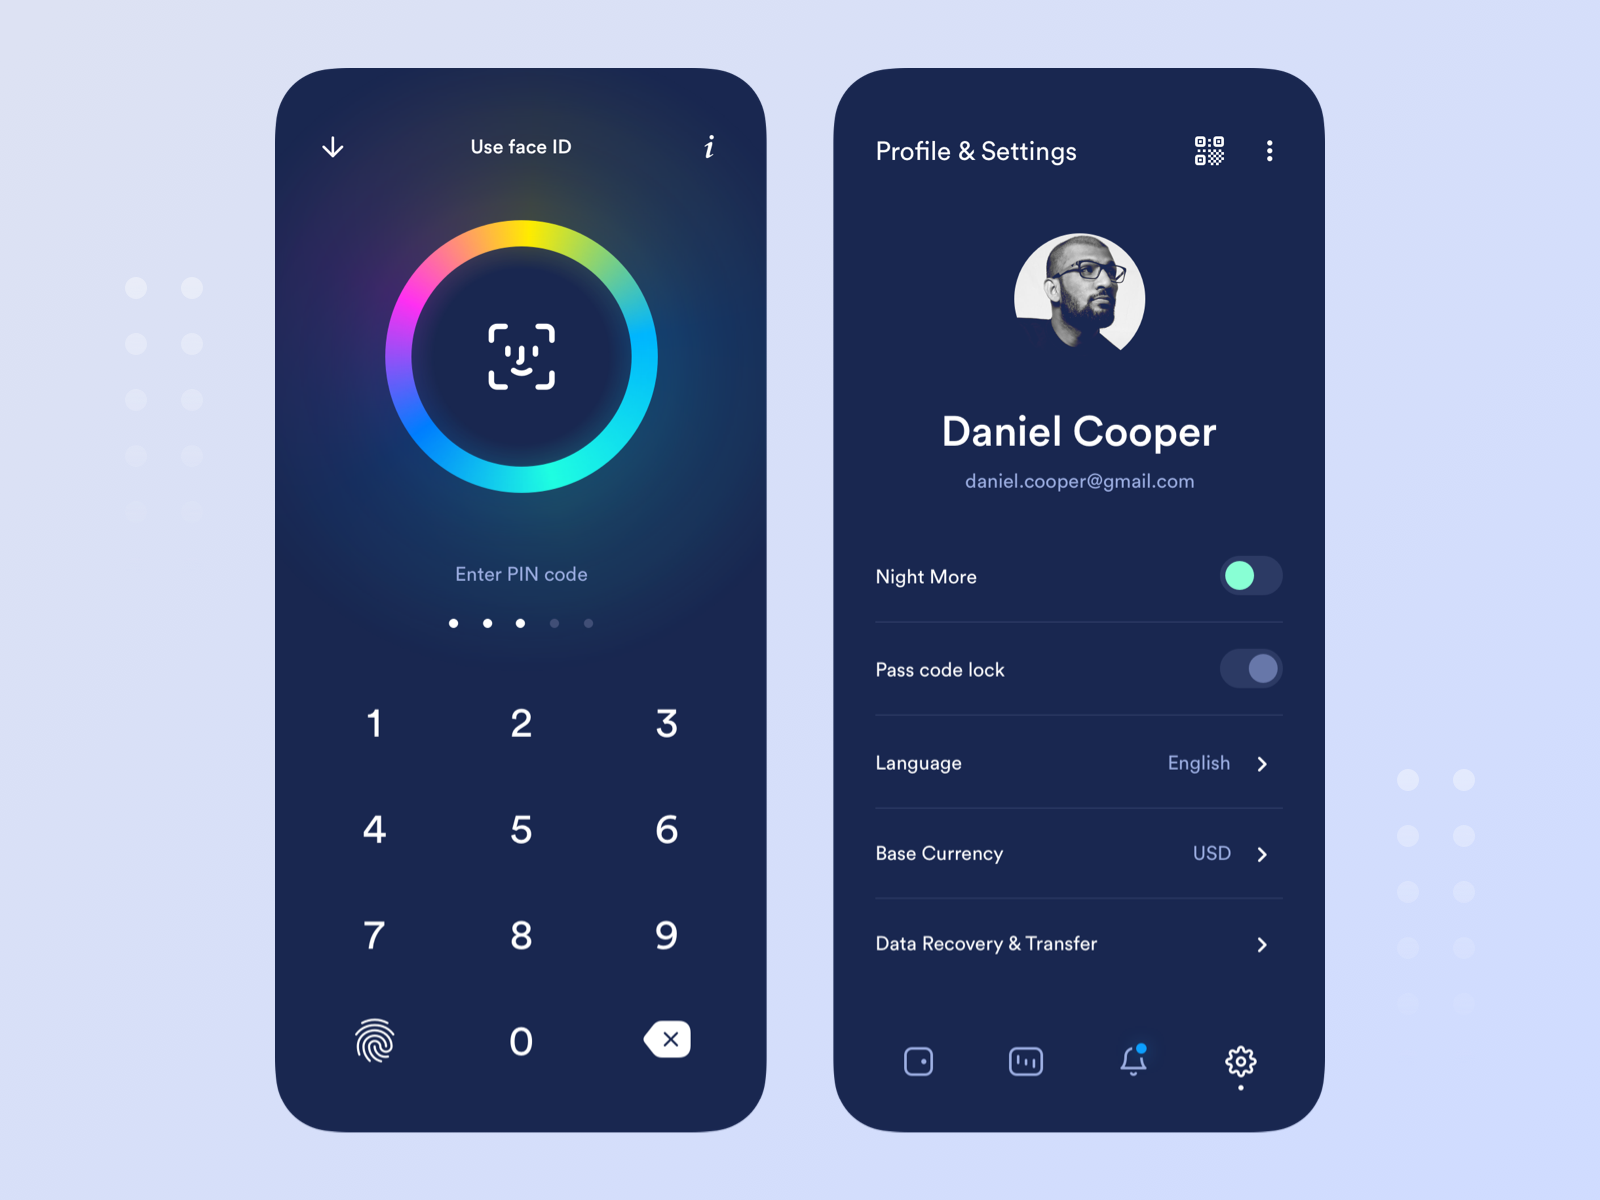 Use face ID
i
Enter PIN code
1 2 3
4 5 6
7 8 9
0
Profile & Settings
Daniel Cooper
daniel.cooper@gmail.com
Night More
Pass code lock
Language English
Base Currency USD
Data Recovery & Transfer